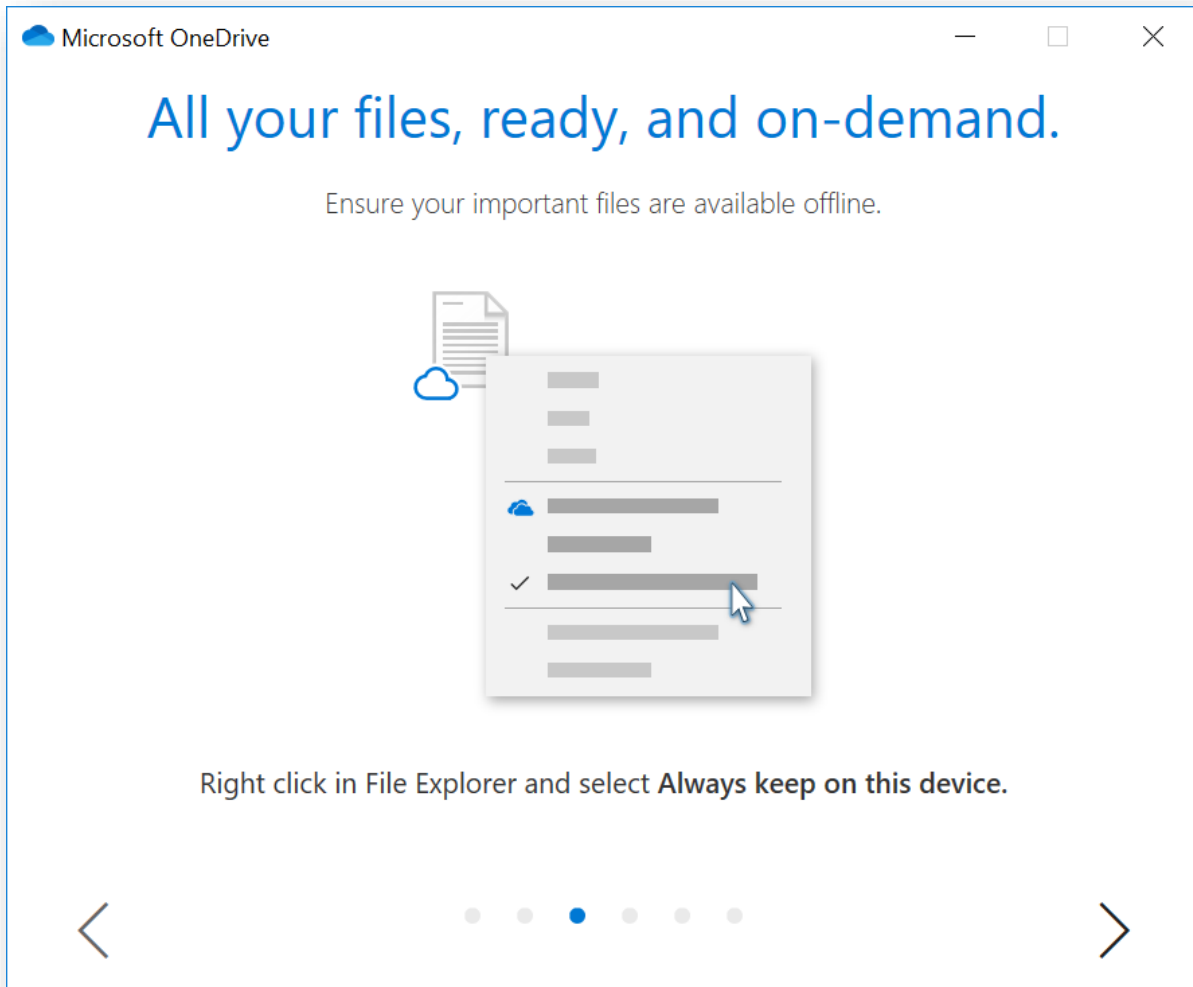 Microsoft OneDrive
All your files, ready, and on-demand.
Ensure your important files are available offline.
Right click in File Explorer and select Always keep on this device.